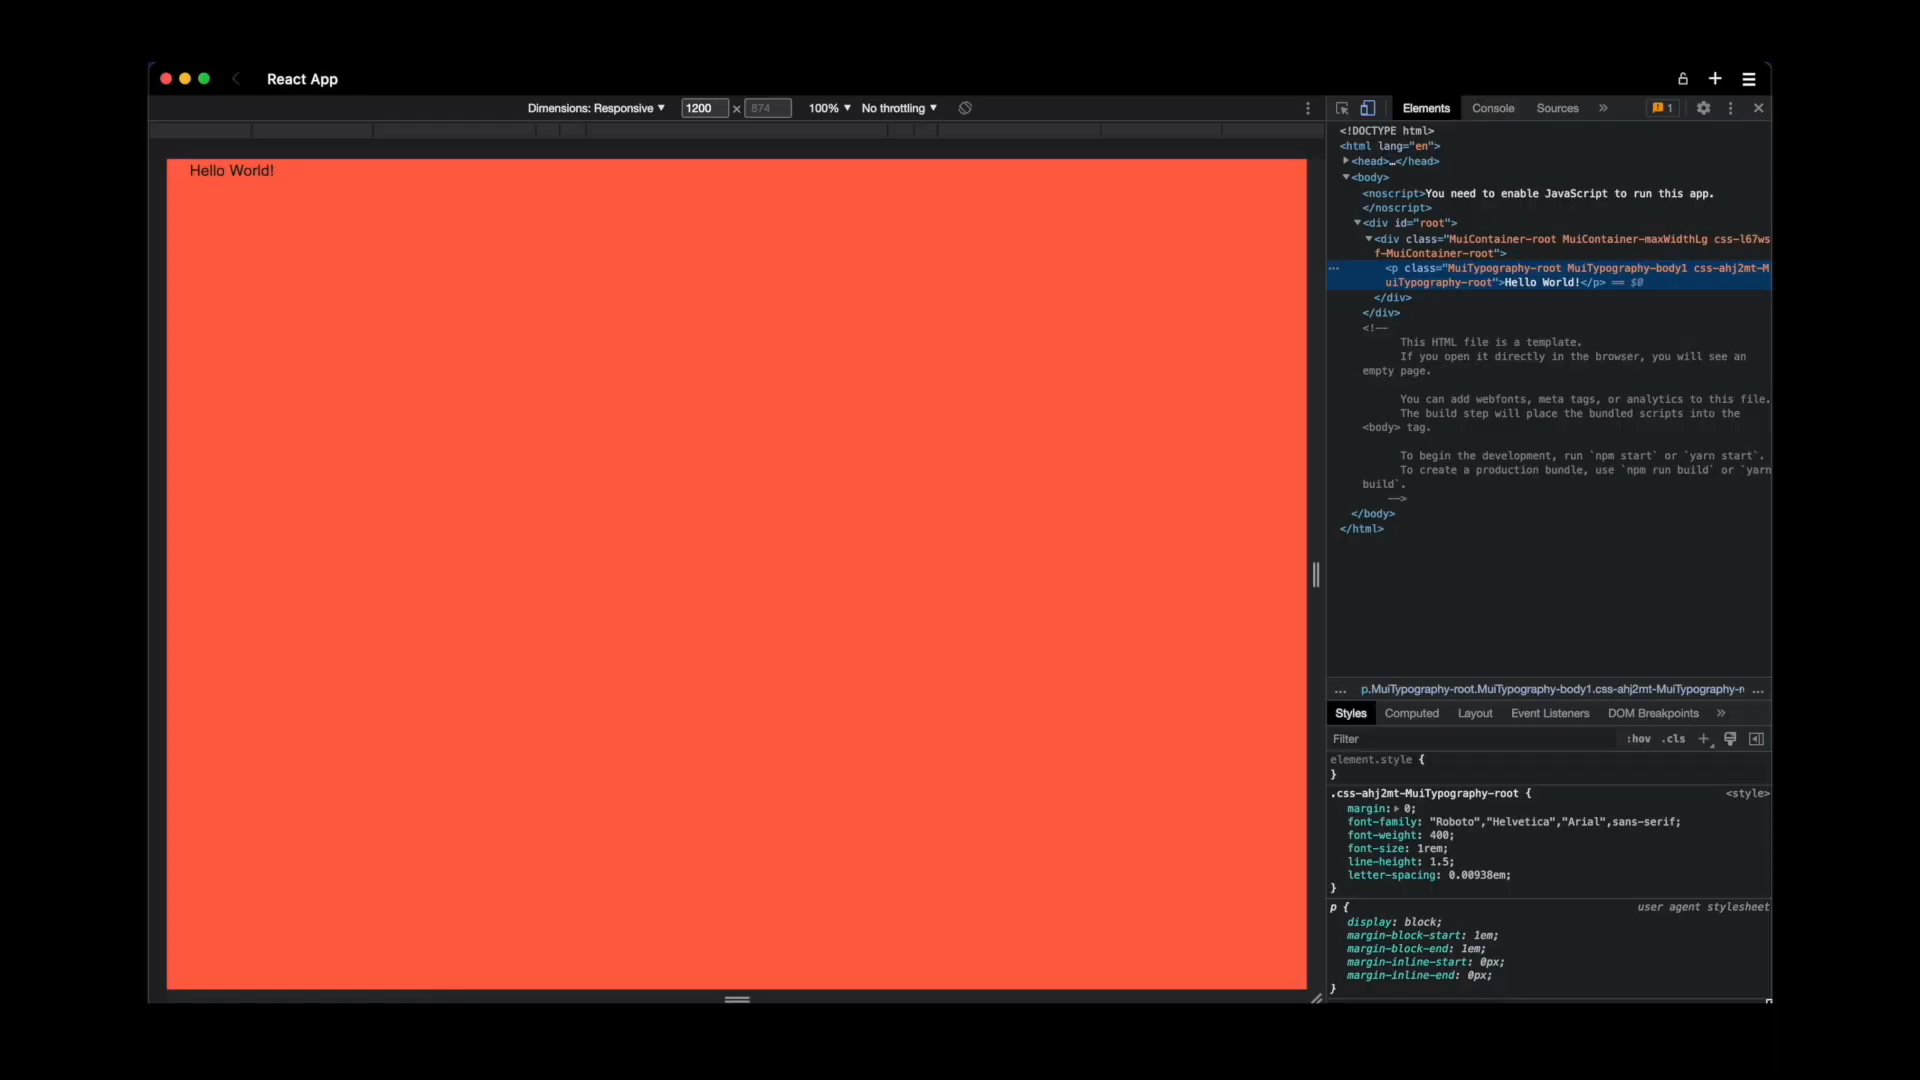 React App
Dimensions: Responsive ▼ 1200 × 874 100% ▼ No throttling ▼
Elements Console Sources » 1
Hello World!
<!DOCTYPE html>
<html lang="en">
<head>…</head>
<body>
<noscript>You need to enable JavaScript to run this app.
</noscript>
<div id="root">
<div class="MuiContainer-root MuiContainer-maxWidthLg css-l67ws
f-MuiContainer-root">
<p class="MuiTypography-root MuiTypography-body1 css-ahj2mt-M
uiTypography-root">Hello World!</p> == $0
</div>
</div>
<!--
This HTML file is a template.
If you open it directly in the browser, you will see an
empty page.
You can add webfonts, meta tags, or analytics to this file.
The build step will place the bundled scripts into the
<body> tag.
To begin the development, run `npm start` or `yarn start`.
To create a production bundle, use `npm run build` or `yarn
build`.
-->
</body>
</html>
... p.MuiTypography-root.MuiTypography-body1.css-ahj2mt-MuiTypography-r ...
Styles Computed Layout Event Listeners DOM Breakpoints »
Filter :hov .cls +
element.style {
}
.css-ahj2mt-MuiTypography-root { <style>
margin: 0;
font-family: "Roboto","Helvetica","Arial",sans-serif;
font-weight: 400;
font-size: 1rem;
line-height: 1.5;
letter-spacing: 0.00938em;
}
p { user agent stylesheet
display: block;
margin-block-start: 1em;
margin-block-end: 1em;
margin-inline-start: 0px;
margin-inline-end: 0px;
}